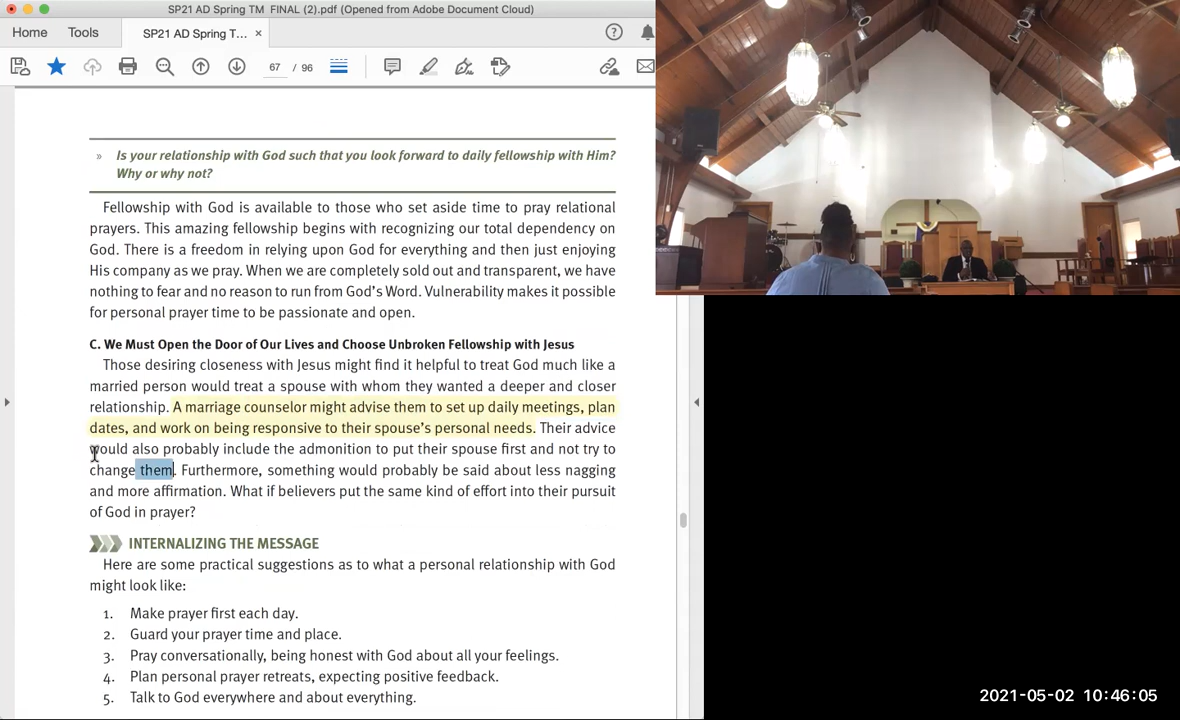 SP21 AD Spring TM FINAL (2).pdf (Opened from Adobe Document Cloud)
Home Tools SP21 AD Spring T... ×
67 / 96
» Is your relationship with God such that you look forward to daily fellowship with Him?
Why or why not?
Fellowship with God is available to those who set aside time to pray relational
prayers. This amazing fellowship begins with recognizing our total dependency on
God. There is a freedom in relying upon God for everything and then just enjoying
His company as we pray. When we are completely sold out and transparent, we have
nothing to fear and no reason to run from God's Word. Vulnerability makes it possible
for personal prayer time to be passionate and open.
C. We Must Open the Door of Our Lives and Choose Unbroken Fellowship with Jesus
Those desiring closeness with Jesus might find it helpful to treat God much like a
married person would treat a spouse with whom they wanted a deeper and closer
relationship. A marriage counselor might advise them to set up daily meetings, plan
dates, and work on being responsive to their spouse's personal needs. Their advice
would also probably include the admonition to put their spouse first and not try to
change them. Furthermore, something would probably be said about less nagging
and more affirmation. What if believers put the same kind of effort into their pursuit
of God in prayer?
INTERNALIZING THE MESSAGE
Here are some practical suggestions as to what a personal relationship with God
might look like:
1. Make prayer first each day.
2. Guard your prayer time and place.
3. Pray conversationally, being honest with God about all your feelings.
4. Plan personal prayer retreats, expecting positive feedback.
5. Talk to God everywhere and about everything.
2021-05-02 10:46:05